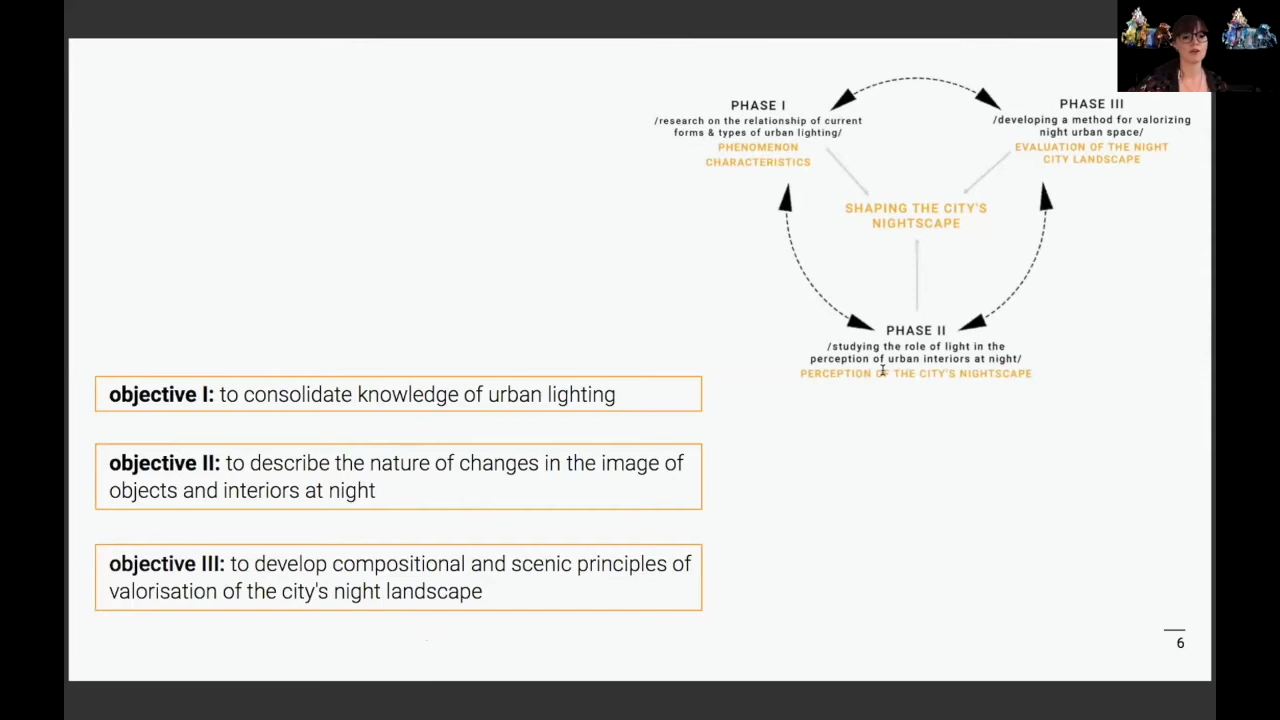 PHASE I
/research on the relationship of current
forms & types of urban lighting/
PHENOMENON
CHARACTERISTICS
PHASE III
/developing a method for valorizing
night urban space/
EVALUATION OF THE NIGHT
CITY LANDSCAPE
SHAPING THE CITY'S
NIGHTSCAPE
PHASE II
/studying the role of light in the
perception of urban interiors at night/
PERCEPTION OF THE CITY'S NIGHTSCAPE
objective I: to consolidate knowledge of urban lighting
objective II: to describe the nature of changes in the image of
objects and interiors at night
objective III: to develop compositional and scenic principles of
valorisation of the city's night landscape
6